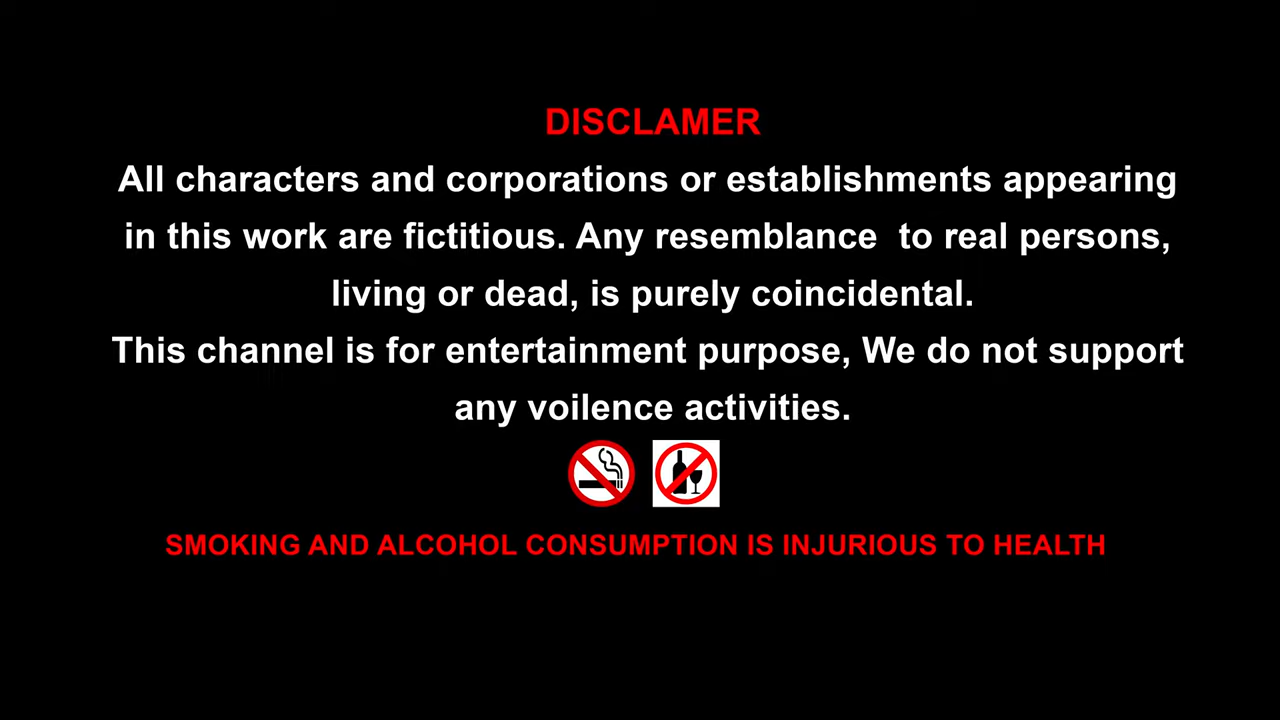 DISCLAMER
All characters and corporations or establishments appearing
in this work are fictitious. Any resemblance  to real persons,
living or dead, is purely coincidental.
This channel is for entertainment purpose, We do not support
any voilence activities.
SMOKING AND ALCOHOL CONSUMPTION IS INJURIOUS TO HEALTH